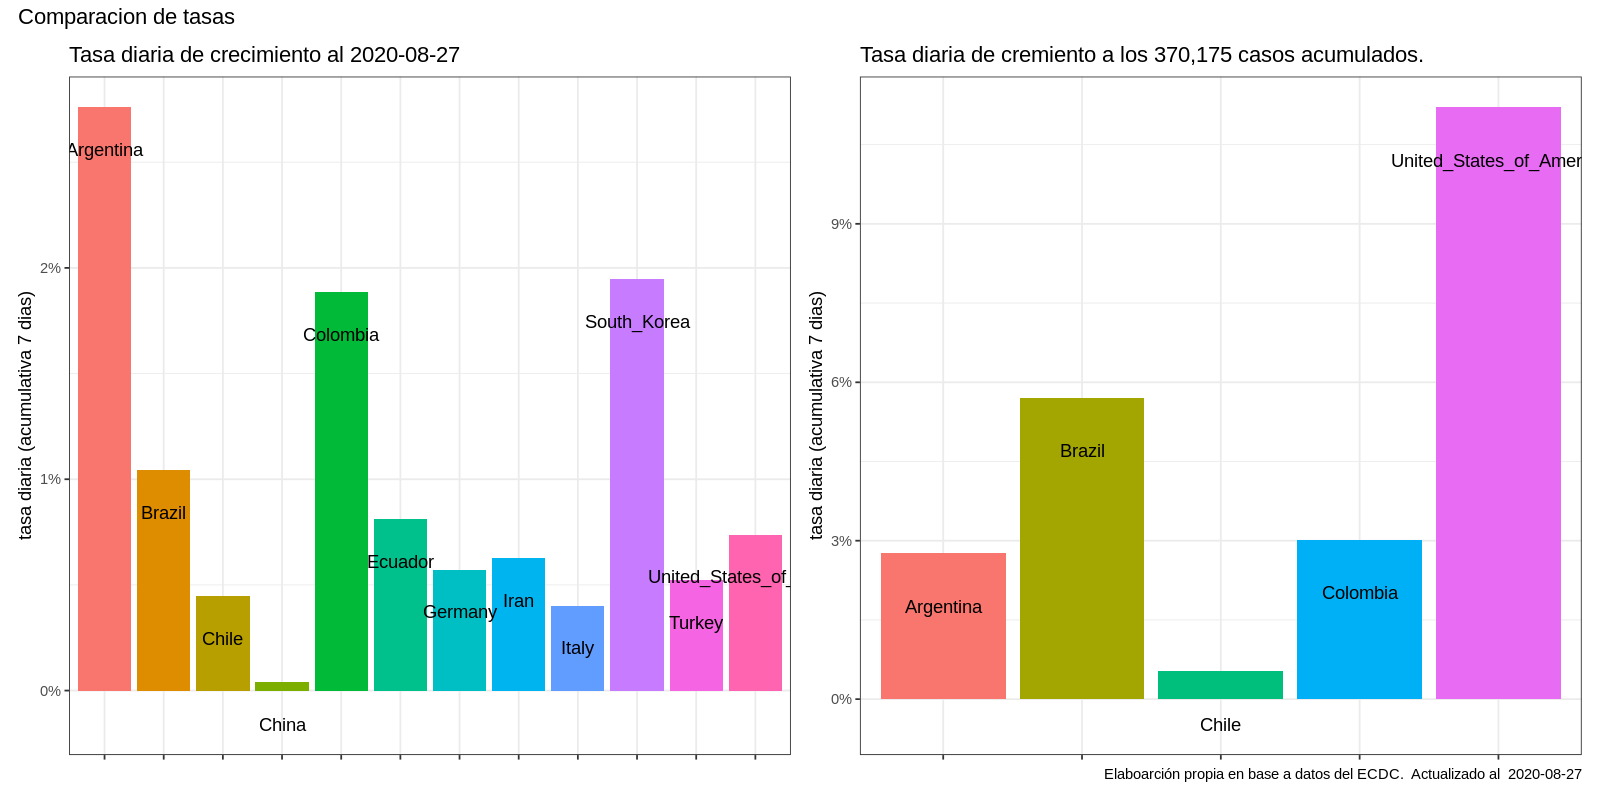 Comparacion de tasas
Tasa diaria de crecimiento al 2020-08-27
tasa diaria (acumulativa 7 dias)
2%
1%
0%
Argentina
Brazil
Chile
China
Colombia
Ecuador
Germany
Iran
Italy
South_Korea
Turkey
United_States_of_
Tasa diaria de cremiento a los 370,175 casos acumulados.
tasa diaria (acumulativa 7 dias)
9%
6%
3%
0%
Argentina
Brazil
Chile
Colombia
United_States_of_Amer
Elaboarción propia en base a datos del ECDC.  Actualizado al  2020-08-27